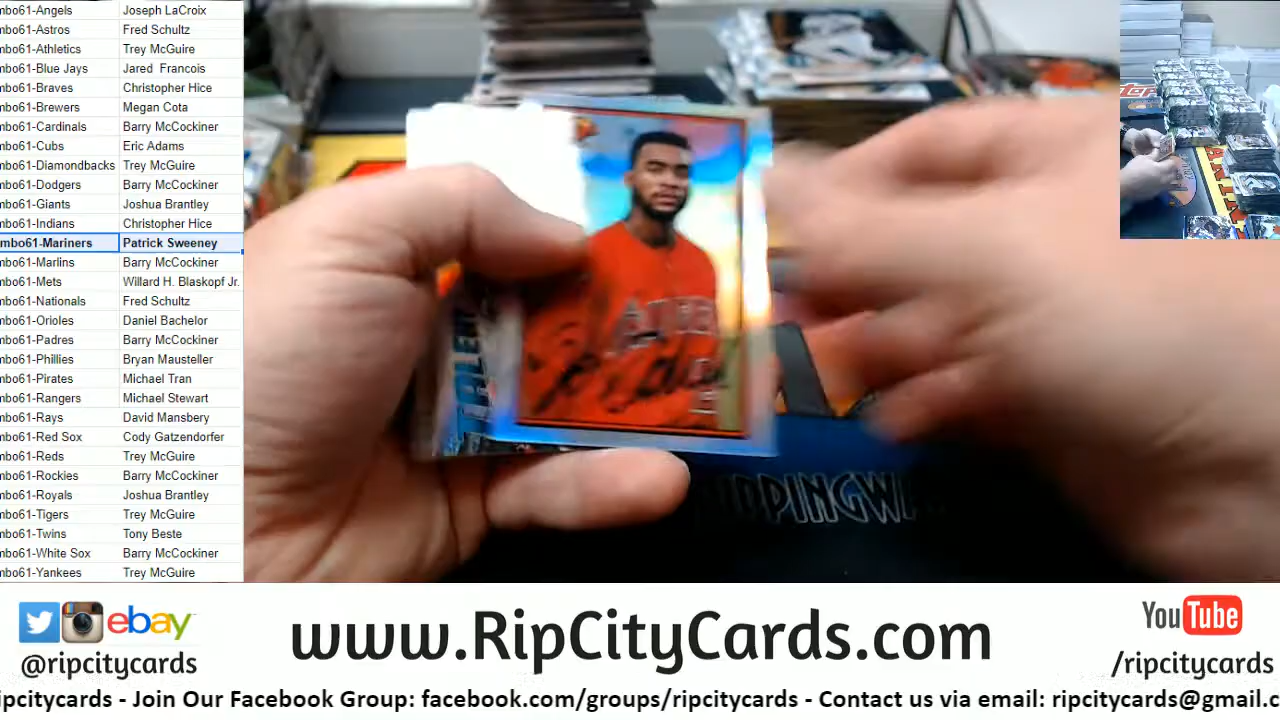 mbo61-Angels Joseph LaCroix
mbo61-Astros Fred Schultz
mbo61-Athletics Trey McGuire
mbo61-Blue Jays Jared Francois
mbo61-Braves Christopher Hice
mbo61-Brewers Megan Cota
mbo61-Cardinals Barry McCockiner
mbo61-Cubs Eric Adams
mbo61-Diamondbacks Trey McGuire
mbo61-Dodgers Barry McCockiner
mbo61-Giants Joshua Brantley
mbo61-Indians Christopher Hice
mbo61-Mariners Patrick Sweeney
mbo61-Marlins Barry McCockiner
mbo61-Mets Willard H. Blaskopf Jr.
mbo61-Nationals Fred Schultz
mbo61-Orioles Daniel Bachelor
mbo61-Padres Barry McCockiner
mbo61-Phillies Bryan Mausteller
mbo61-Pirates Michael Tran
mbo61-Rangers Michael Stewart
mbo61-Rays David Mansbery
mbo61-Red Sox Cody Gatzendorfer
mbo61-Reds Trey McGuire
mbo61-Rockies Barry McCockiner
mbo61-Royals Joshua Brantley
mbo61-Tigers Trey McGuire
mbo61-Twins Tony Beste
mbo61-White Sox Barry McCockiner
mbo61-Yankees Trey McGuire
ebay
@ripcitycards
www.RipCityCards.com
YouTube
/ripcitycards
ipcitycards - Join Our Facebook Group: facebook.com/groups/ripcitycards - Contact us via email: ripcitycards@gmail.c